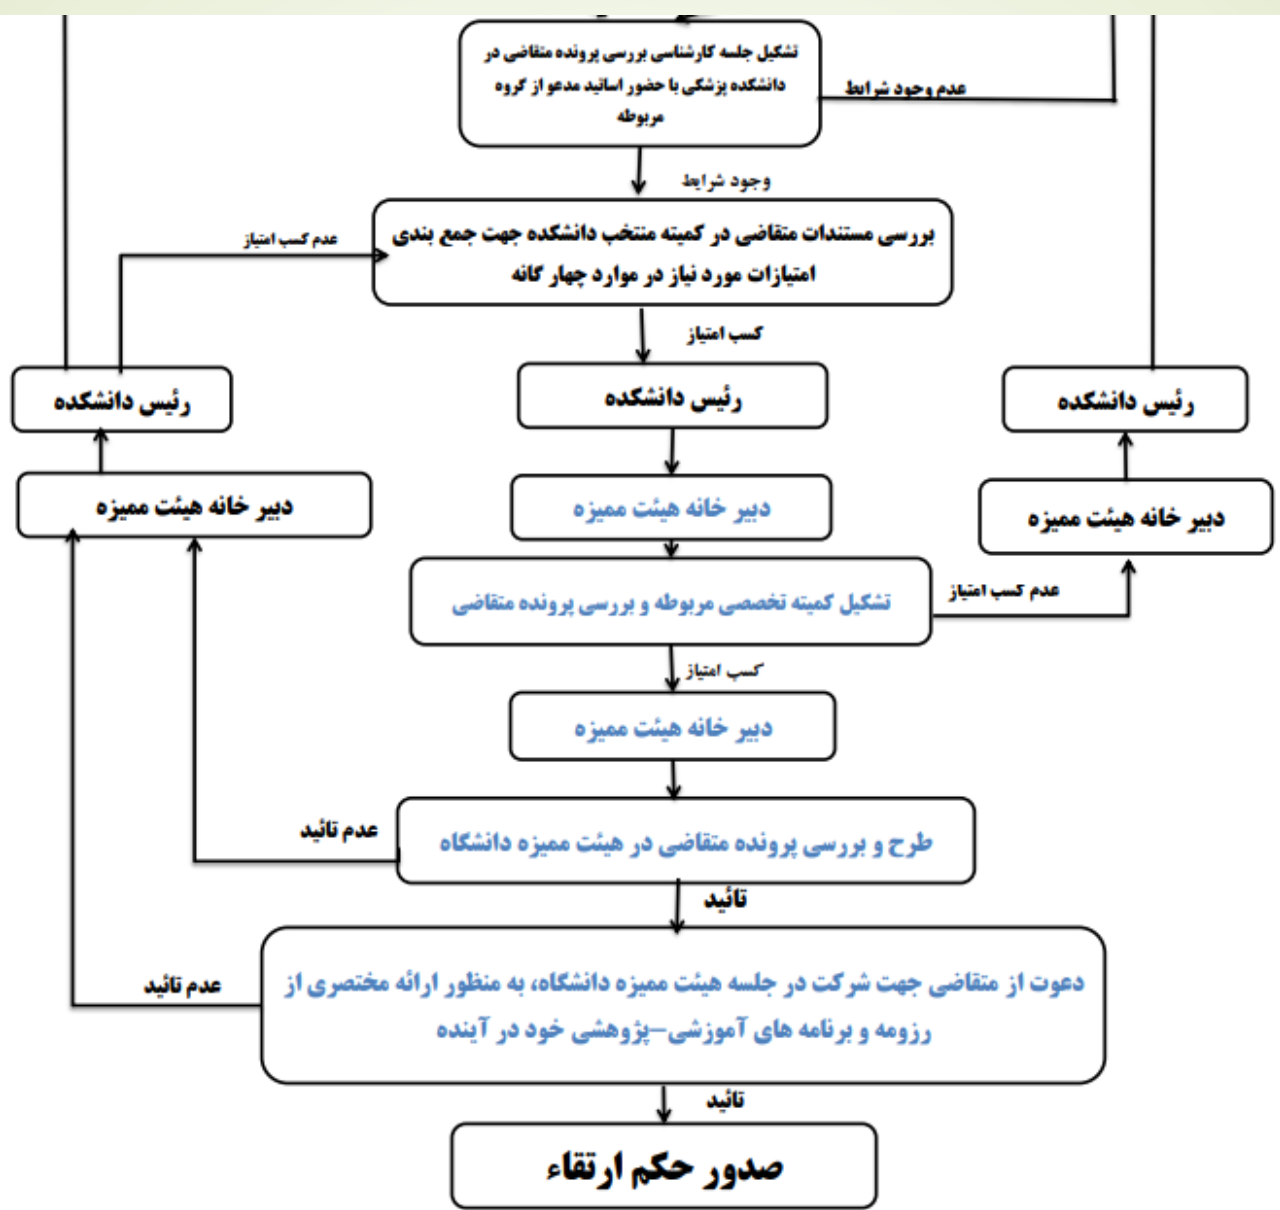 تشکیل جلسه کارشناسی بررسی پرونده متقاضی در
دانشکده پزشکی با حضور اساتید مدعو از گروه
مربوطه
عدم وجود شرایط
وجود شرایط
بررسی مستندات متقاضی در کمیته منتخب دانشکده جهت جمع بندی
امتیازات مورد نیاز در موارد چهار گانه
عدم کسب امتیاز
کسب امتیاز
رئیس دانشکده
رئیس دانشکده
رئیس دانشکده
دبیر خانه هیئت ممیزه
دبیر خانه هیئت ممیزه
دبیر خانه هیئت ممیزه
تشکیل کمیته تخصصی مربوطه و بررسی پرونده متقاضی
عدم کسب امتیاز
کسب امتیاز
دبیر خانه هیئت ممیزه
طرح و بررسی پرونده متقاضی در هیئت ممیزه دانشگاه
عدم تائید
تائید
دعوت از متقاضی جهت شرکت در جلسه هیئت ممیزه دانشگاه، به منظور ارائه مختصری از
رزومه و برنامه های آموزشی–پژوهشی خود در آینده
عدم تائید
تائید
صدور حکم ارتقاء